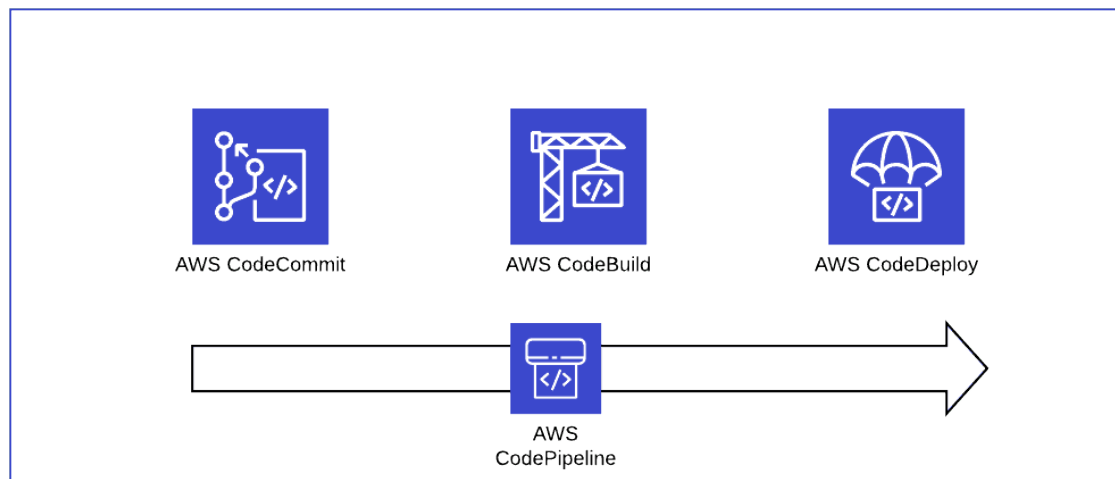 </>
</>
</>
AWS CodeCommit
AWS CodeBuild
AWS CodeDeploy
</>
AWS
CodePipeline